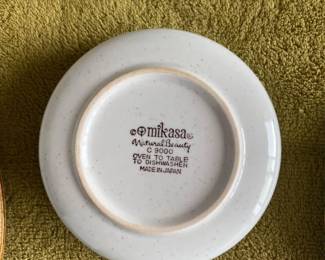 © mikasa ®
Natural Beauty
C 9000
OVEN TO TABLE
TO DISHWASHER
MADE IN JAPAN